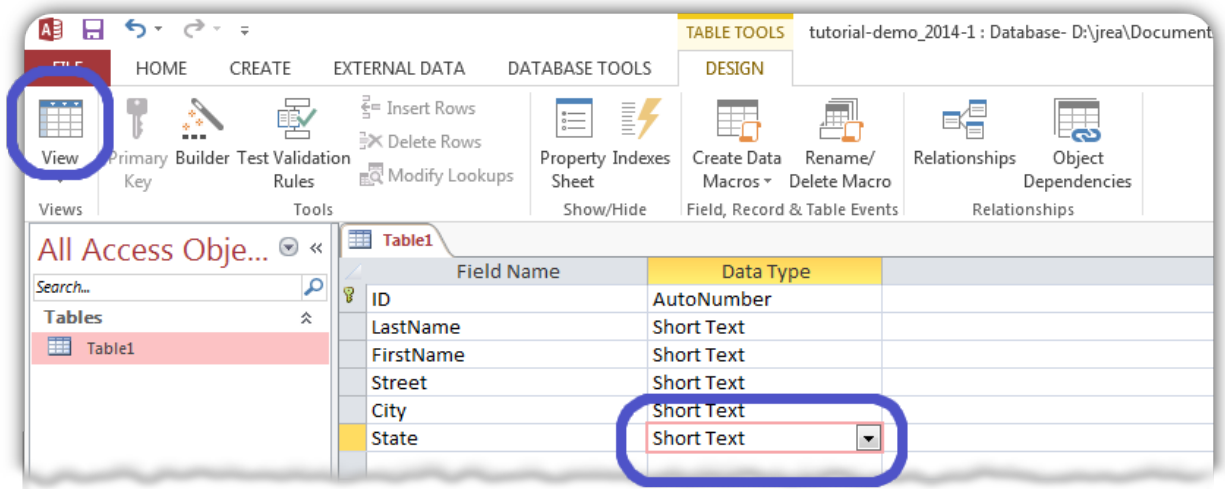 TABLE TOOLS tutorial-demo_2014-1 : Database- D:\jrea\Document
FILE HOME CREATE EXTERNAL DATA DATABASE TOOLS DESIGN
Insert Rows
Delete Rows
Modify Lookups
View Primary Key Builder Test Validation Rules Property Sheet Indexes Create Data Macros Rename/ Delete Macro Relationships Object Dependencies
Views Tools Show/Hide Field, Record & Table Events Relationships
All Access Obje...
Search...
Tables
Table1
Table1
Field Name Data Type
ID AutoNumber
LastName Short Text
FirstName Short Text
Street Short Text
City Short Text
State Short Text